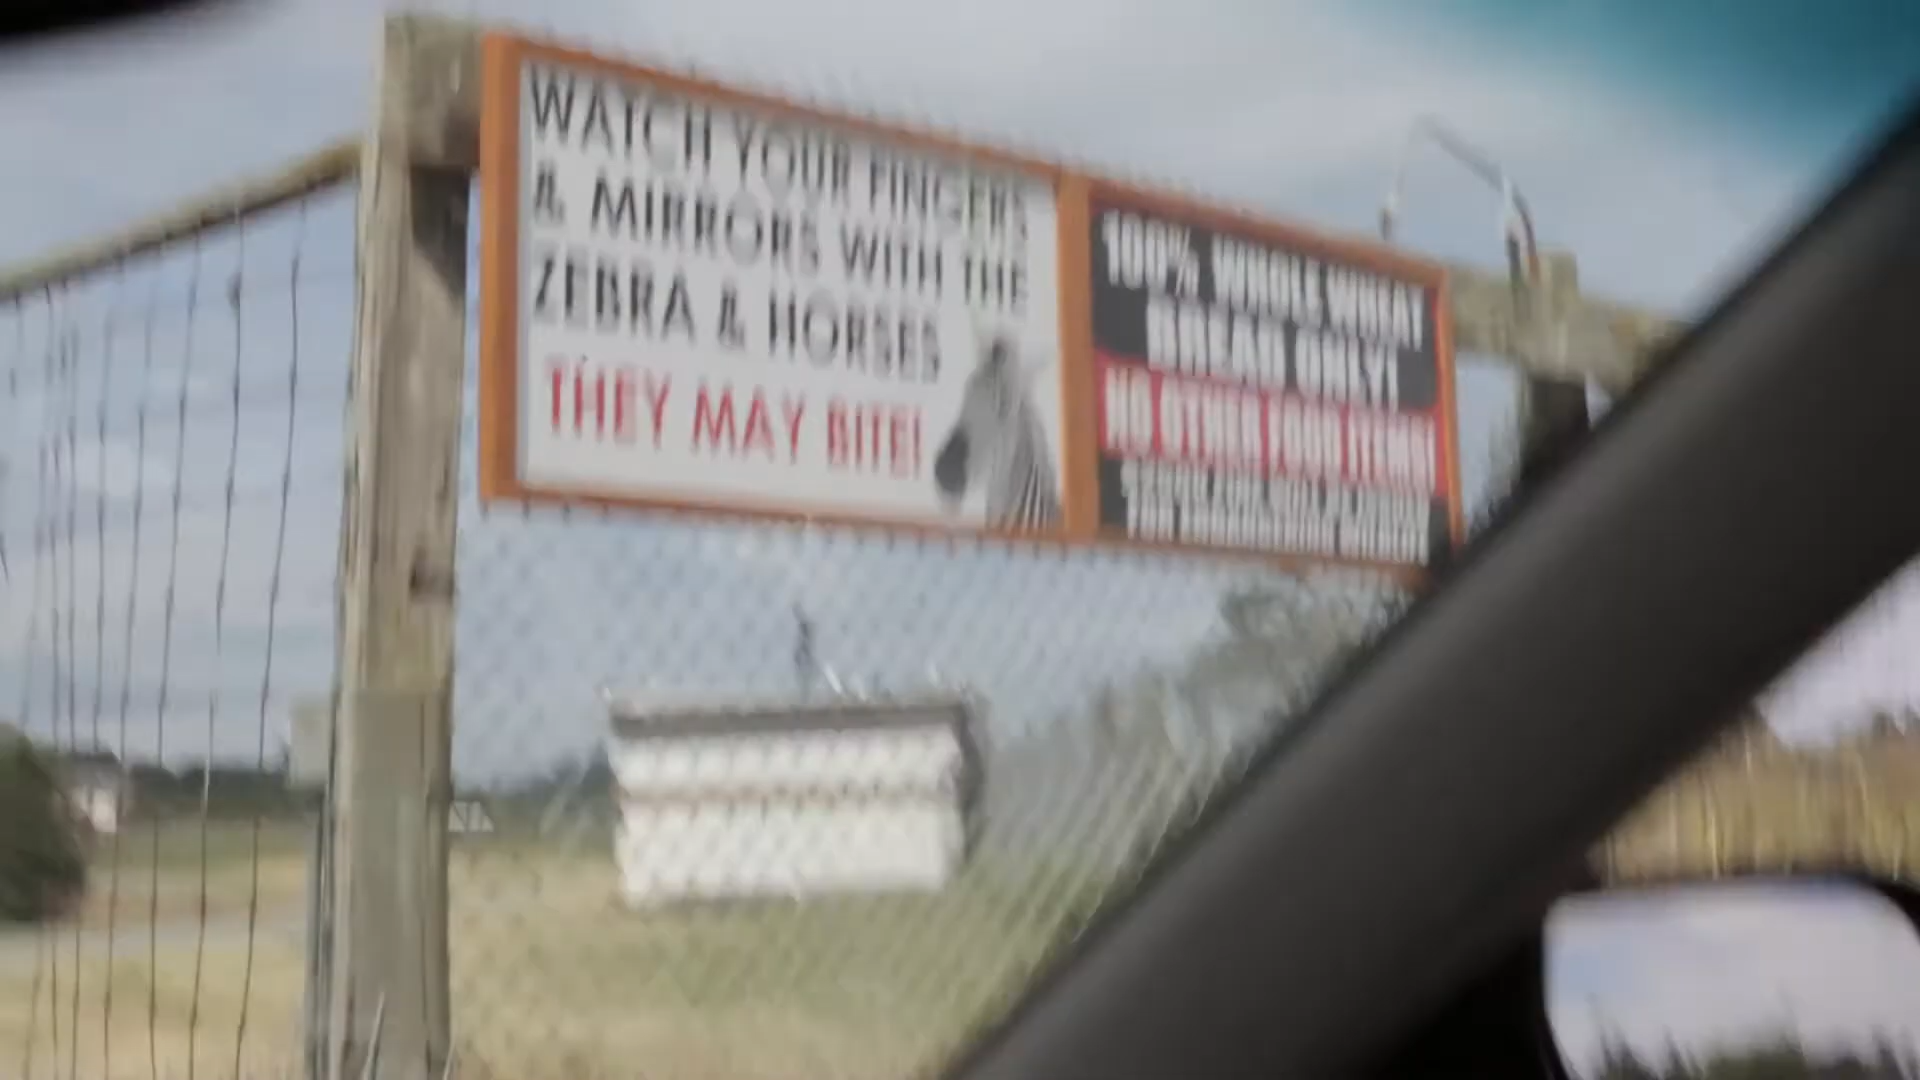 WATCH YOUR FINGERS
& MIRRORS WITH THE
ZEBRA & HORSES
THEY MAY BITE!
100% WHOLE WHEAT
BREAD ONLY!
NO OTHER FOOD ITEMS!